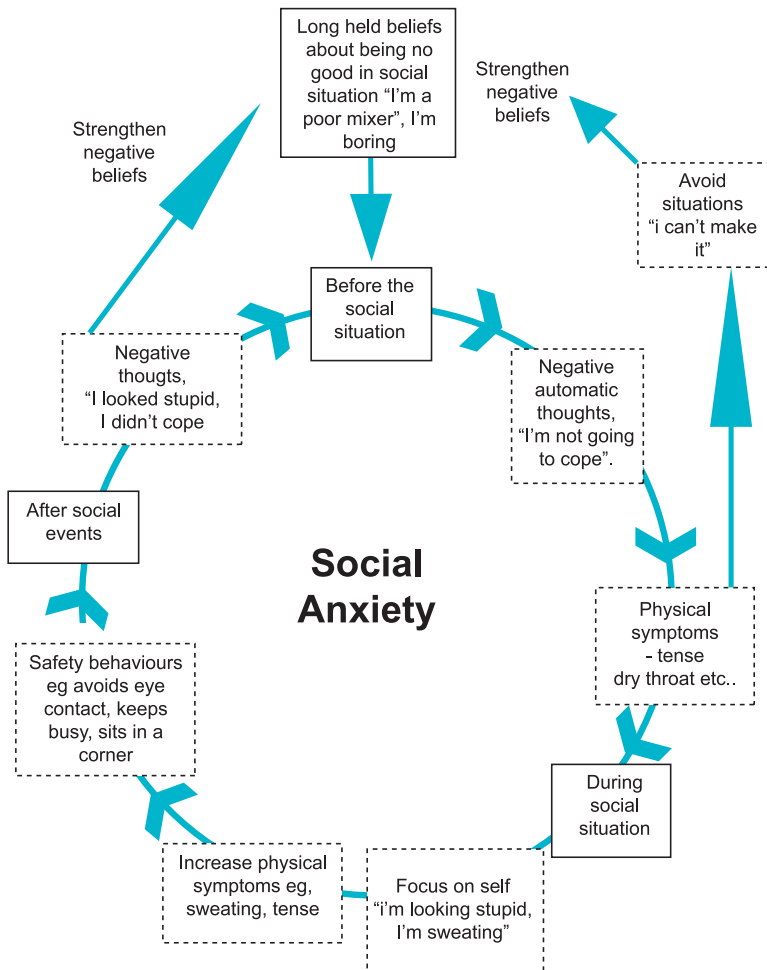 Long held beliefs
about being no
good in social
situation “I’m a
poor mixer”, I’m
boring
Strengthen
negative
beliefs
Strengthen
negative
beliefs
Avoid
situations
“i can’t make
it”
Before the
social
situation
Negative
automatic
thoughts,
“I’m not going
to cope”.
Physical
symptoms
- tense
dry throat etc..
During
social
situation
Focus on self
“i’m looking stupid,
I’m sweating”
Increase physical
symptoms eg,
sweating, tense
Safety behaviours
eg avoids eye
contact, keeps
busy, sits in a
corner
After social
events
Negative
thougts,
“I looked stupid,
I didn’t cope
Social
Anxiety